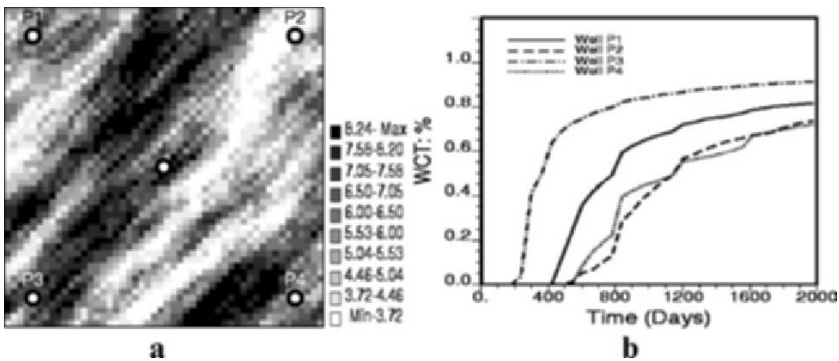 P1 P2
P3 P4
8.24- Max
7.58-8.20
7.05-7.58
6.50-7.05
6.00-6.50
5.53-6.00
5.04-5.53
4.46-5.04
3.72-4.46
Min-3.72
a
Well P1
Well P2
Well P3
Well P4
WCT: %
1.0
0.8
0.6
0.4
0.2
0.0
0. 400 800 1200 1600 2000
Time (Days)
b